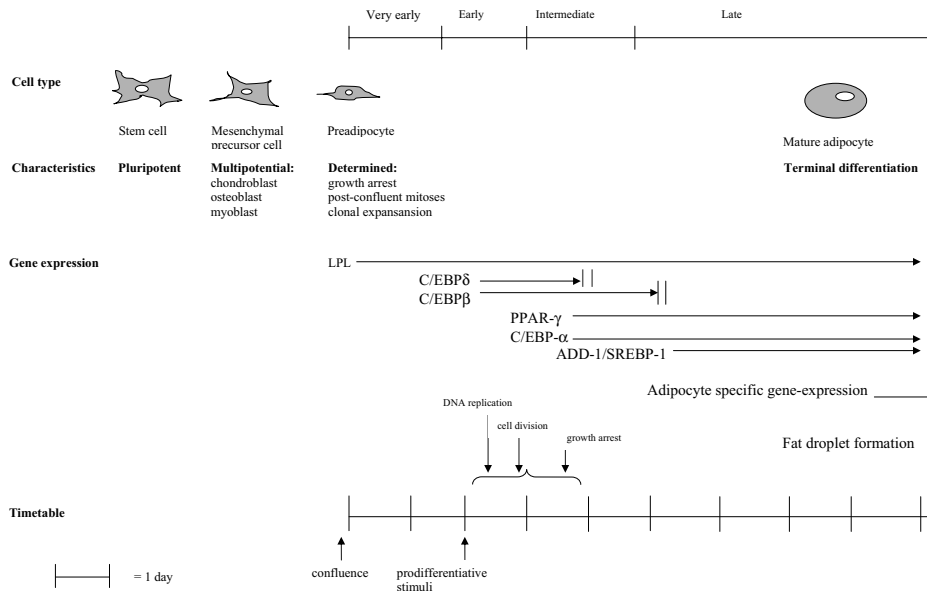 Very early Early Intermediate Late
Cell type
Stem cell Mesenchymal precursor cell Preadipocyte Mature adipocyte
Characteristics Pluripotent Multipotential: Determined: Terminal differentiation
chondroblast growth arrest
osteoblast post-confluent mitoses
myoblast clonal expansansion
Gene expression LPL
C/EBPδ
C/EBPβ
PPAR-γ
C/EBP-α
ADD-1/SREBP-1
Adipocyte specific gene-expression
DNA replication
cell division
growth arrest
Fat droplet formation
Timetable
confluence prodifferentiative
stimuli
= 1 day